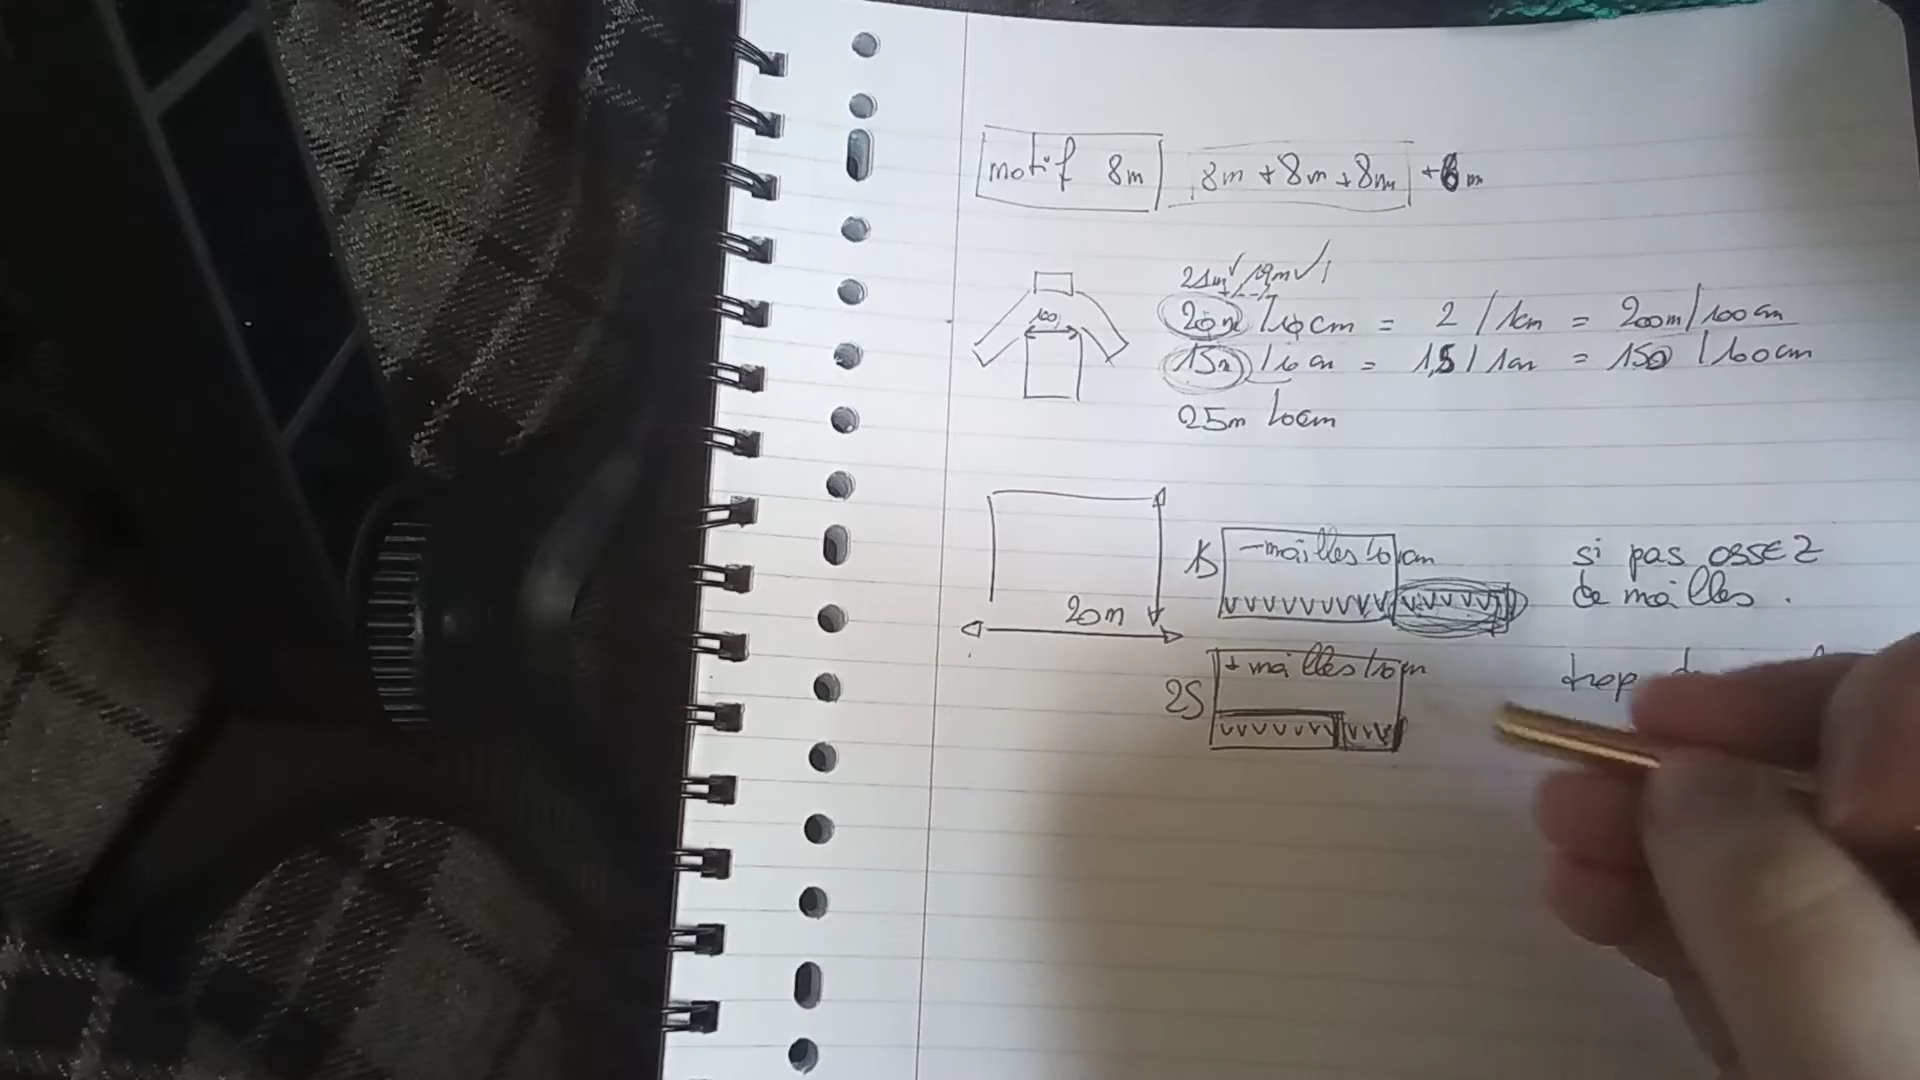 motif 8m 8m + 8m + 8m + 6m
21m / 19m
100
20m / 10cm = 2 / 1cm = 200m / 100cm
15m / 10cm = 1,5 / 1cm = 150 / 100cm
25m 10cm
15 - mailles 10cm si pas assez
de mailles.
20m
25 + mailles 10cm trop